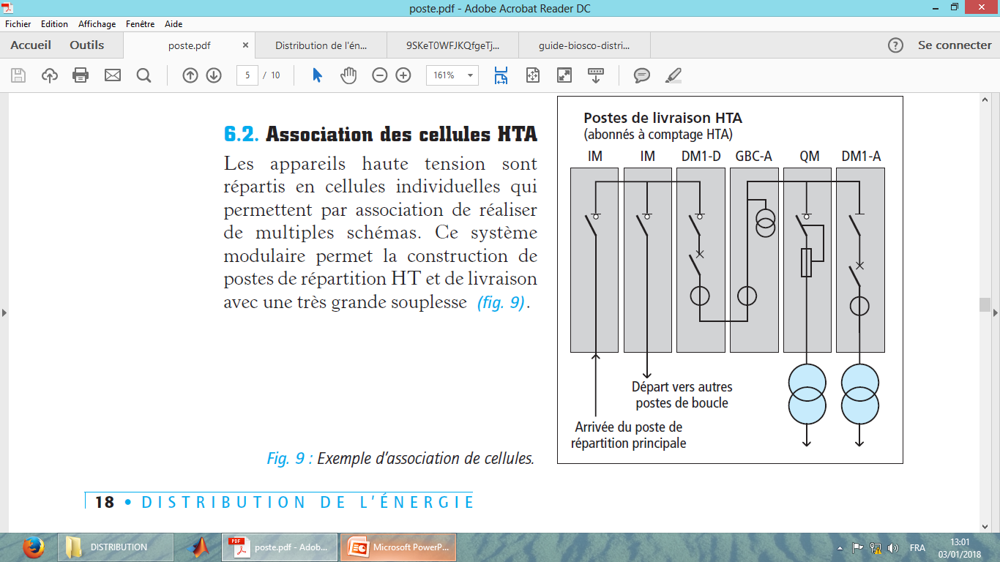 poste.pdf - Adobe Acrobat Reader DC
Fichier Edition Affichage Fenêtre Aide
Accueil Outils poste.pdf × Distribution de l'én... 9SKeT0WFJKQfgeTj... guide-biosco-distri... ? Se connecter
5 / 10 161%
6.2. Association des cellules HTA
Les appareils haute tension sont
répartis en cellules individuelles qui
permettent par association de réaliser
de multiples schémas. Ce système
modulaire permet la construction de
postes de répartition HT et de livraison
avec une très grande souplesse (fig. 9).
Fig. 9 : Exemple d'association de cellules.
Postes de livraison HTA
(abonnés à comptage HTA)
IM IM DM1-D GBC-A QM DM1-A
Départ vers autres
postes de boucle
Arrivée du poste de
répartition principale
18 • DISTRIBUTION DE L'ÉNERGIE
DISTRIBUTION
PDF
poste.pdf - Adob...
Microsoft PowerP...
FRA
13:01
03/01/2018